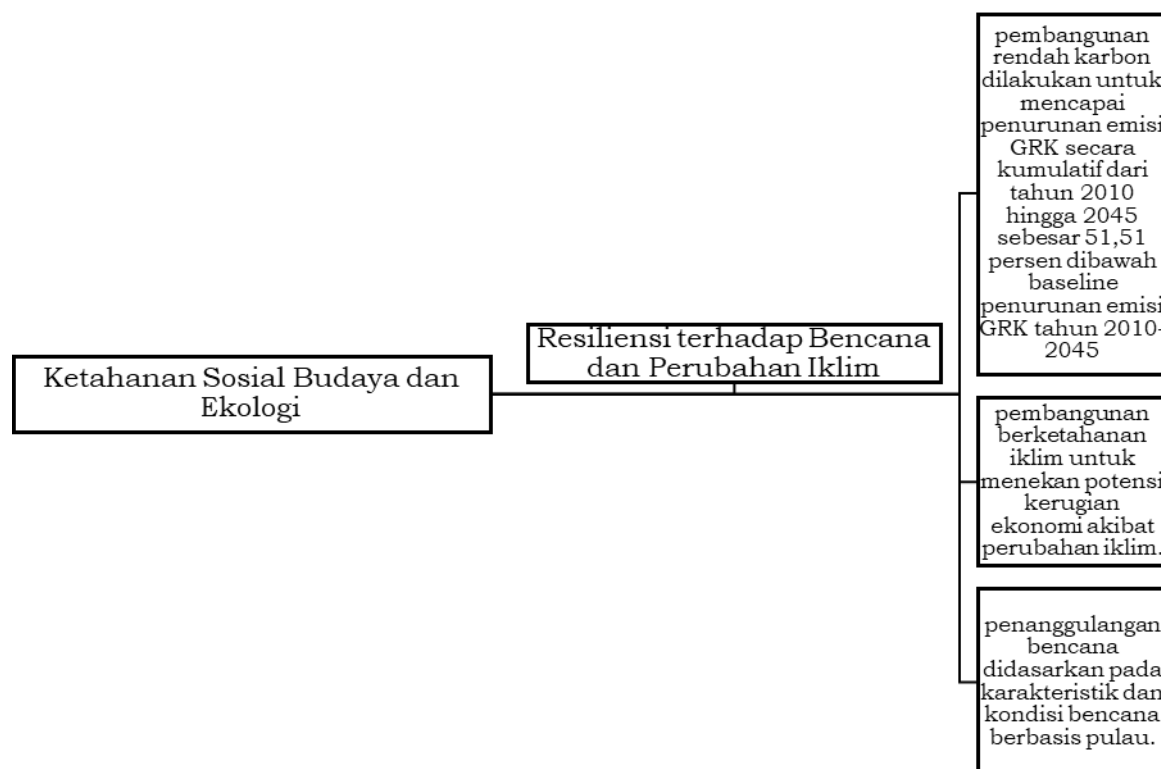 Ketahanan Sosial Budaya dan
Ekologi
Resiliensi terhadap Bencana
dan Perubahan Iklim
pembangunan
rendah karbon
dilakukan untuk
mencapai
penurunan emisi
GRK secara
kumulatif dari
tahun 2010
hingga 2045
sebesar 51,51
persen dibawah
baseline
penurunan emisi
GRK tahun 2010-
2045
pembangunan
berketahanan
iklim untuk
menekan potensi
kerugian
ekonomi akibat
perubahan iklim.
penanggulangan
bencana
didasarkan pada
karakteristik dan
kondisi bencana
berbasis pulau.